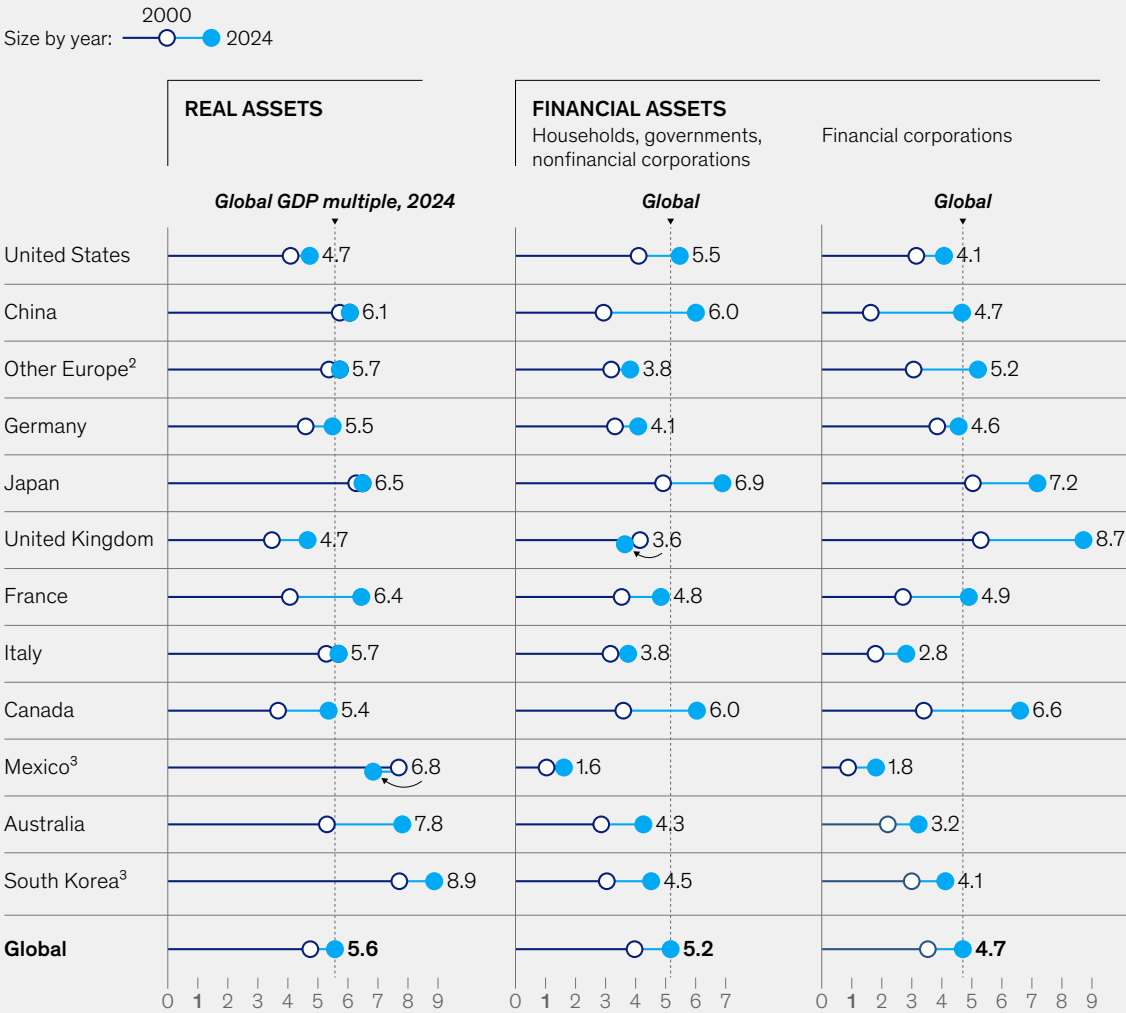 2000
Size by year: 2024
REAL ASSETS
FINANCIAL ASSETS
Households, governments,
nonfinancial corporations
Financial corporations
Global GDP multiple, 2024
Global
Global
United States 4.7 5.5 4.1
China 6.1 6.0 4.7
Other Europe² 5.7 3.8 5.2
Germany 5.5 4.1 4.6
Japan 6.5 6.9 7.2
United Kingdom 4.7 3.6 8.7
France 6.4 4.8 4.9
Italy 5.7 3.8 2.8
Canada 5.4 6.0 6.6
Mexico³ 6.8 1.6 1.8
Australia 7.8 4.3 3.2
South Korea³ 8.9 4.5 4.1
Global 5.6 5.2 4.7
0 1 2 3 4 5 6 7 8 9 0 1 2 3 4 5 6 7 0 1 2 3 4 5 6 7 8 9